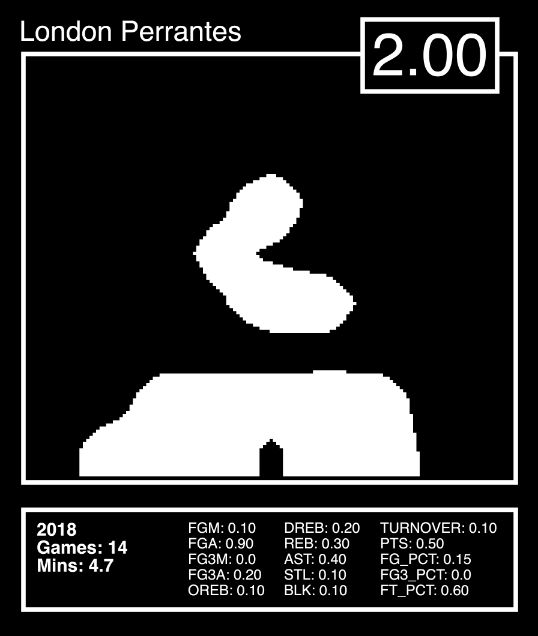 London Perrantes
2.00
2018
Games: 14
Mins: 4.7
FGM: 0.10
FGA: 0.90
FG3M: 0.0
FG3A: 0.20
OREB: 0.10
DREB: 0.20
REB: 0.30
AST: 0.40
STL: 0.10
BLK: 0.10
TURNOVER: 0.10
PTS: 0.50
FG_PCT: 0.15
FG3_PCT: 0.0
FT_PCT: 0.60